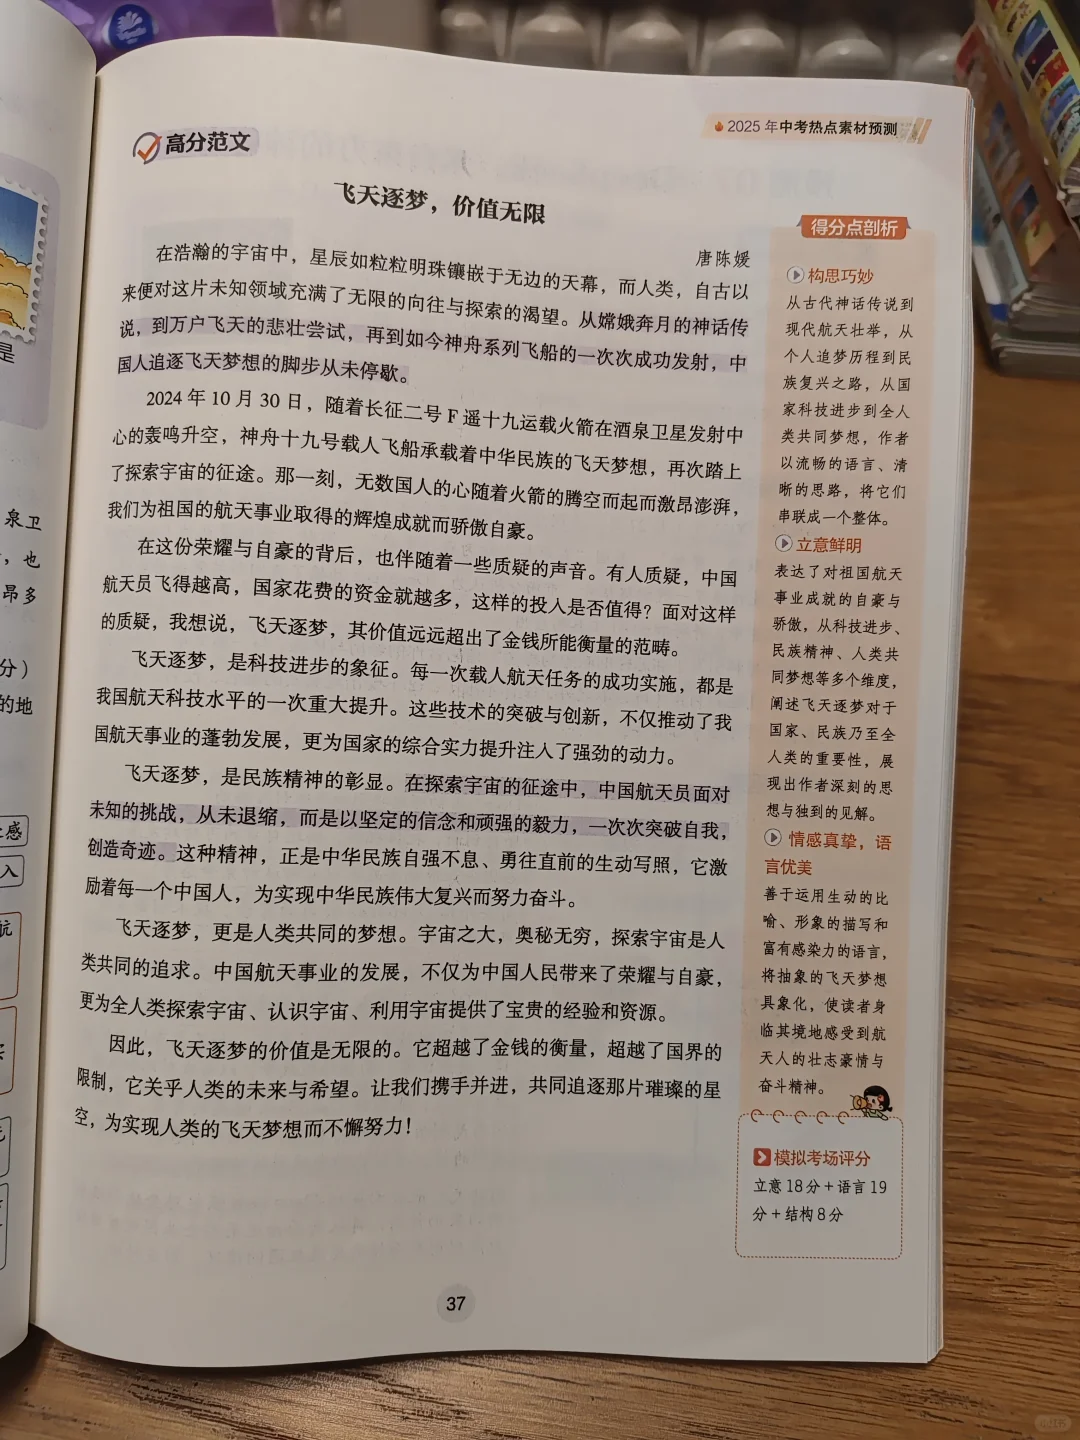 2025年中考热点素材预测
高分范文
飞天逐梦，价值无限
唐陈媛
在浩瀚的宇宙中，星辰如粒粒明珠镶嵌于无边的天幕，而人类，自古以
来便对这片未知领域充满了无限的向往与探索的渴望。从嫦娥奔月的神话传
说，到万户飞天的悲壮尝试，再到如今神舟系列飞船的一次次成功发射，中
国人追逐飞天梦想的脚步从未停歇。
2024年10月30日，随着长征二号F遥十九运载火箭在酒泉卫星发射中
心的轰鸣升空，神舟十九号载人飞船承载着中华民族的飞天梦想，再次踏上
了探索宇宙的征途。那一刻，无数国人的心随着火箭的腾空而起而激昂澎湃，
我们为祖国的航天事业取得的辉煌成就而骄傲自豪。
在这份荣耀与自豪的背后，也伴随着一些质疑的声音。有人质疑，中国
航天员飞得越高，国家花费的资金就越多，这样的投入是否值得？面对这样
的质疑，我想说，飞天逐梦，其价值远远超出了金钱所能衡量的范畴。
飞天逐梦，是科技进步的象征。每一次载人航天任务的成功实施，都是
我国航天科技水平的一次重大提升。这些技术的突破与创新，不仅推动了我
国航天事业的蓬勃发展，更为国家的综合实力提升注入了强劲的动力。
飞天逐梦，是民族精神的彰显。在探索宇宙的征途中，中国航天员面对
未知的挑战，从未退缩，而是以坚定的信念和顽强的毅力，一次次突破自我，
创造奇迹。这种精神，正是中华民族自强不息、勇往直前的生动写照，它激
励着每一个中国人，为实现中华民族伟大复兴而努力奋斗。
飞天逐梦，更是人类共同的梦想。宇宙之大，奥秘无穷，探索宇宙是人
类共同的追求。中国航天事业的发展，不仅为中国人民带来了荣耀与自豪，
更为全人类探索宇宙、认识宇宙、利用宇宙提供了宝贵的经验和资源。
因此，飞天逐梦的价值是无限的。它超越了金钱的衡量，超越了国界的
限制，它关乎人类的未来与希望。让我们携手并进，共同追逐那片璀璨的星
空，为实现人类的飞天梦想而不懈努力！
得分点剖析
构思巧妙
从古代神话传说到
现代航天壮举，从
个人追梦历程到民
族复兴之路，从国
家科技进步到全人
类共同梦想，作者
以流畅的语言、清
晰的思路，将它们
串联成一个整体。
立意鲜明
表达了对祖国航天
事业成就的自豪与
骄傲，从科技进步、
民族精神、人类共
同梦想等多个维度，
阐述飞天逐梦对于
国家、民族乃至全
人类的重要性，展
现出作者深刻的思
想与独到的见解。
情感真挚，语
言优美
善于运用生动的比
喻、形象的描写和
富有感染力的语言，
将抽象的飞天梦想
具象化，使读者身
临其境地感受到航
天人的壮志豪情与
奋斗精神。
模拟考场评分
立意18分+语言19
分+结构8分
37
是
泉卫
，也
昂多
分）
的地
感
入
航